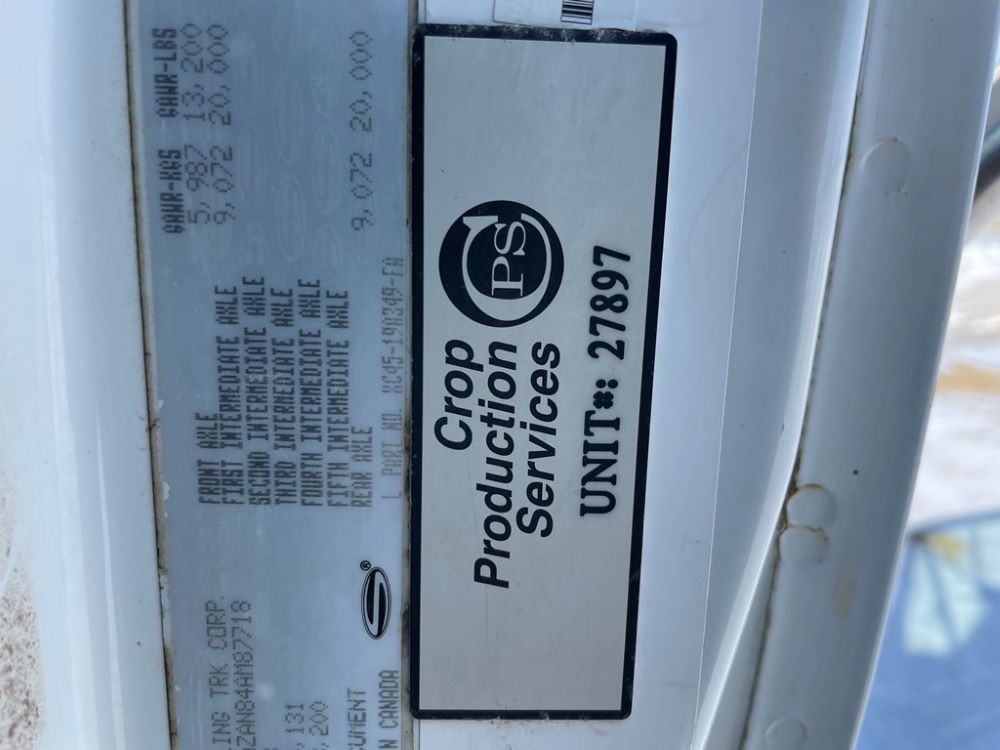 LING TRK CORP.
ZAN84AM87718
,131
,200
CUMENT
N CANADA
S
®
GAWR-KGS GAWR-LBS
FRONT AXLE 5,987 13,200
FIRST INTERMEDIATE AXLE 9,072 20,000
SECOND INTERMEDIATE AXLE
THIRD INTERMEDIATE AXLE
FOURTH INTERMEDIATE AXLE
FIFTH INTERMEDIATE AXLE
REAR AXLE 9,072 20,000
L PART NO. HC45-19A349-FA
Crop
Production
Services
CPS
UNIT#: 27897